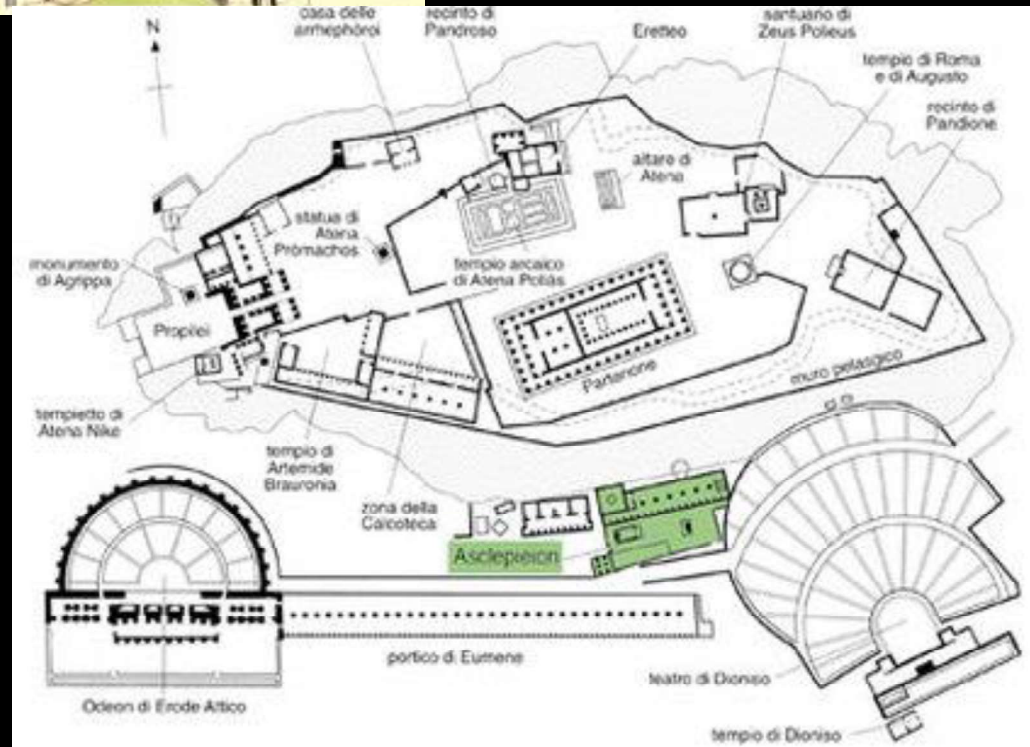 N
casa delle
arrnephòroi
recinto di
Pandroso
Eretteo
santuario di
Zeus Polieus
tempio di Roma
e di Augusto
recinto di
Pandione
altare di
Atena
statua di
Atena
Pròmachos
monumento
di Agrippa
tempio arcaico
di Atena Poliàs
Propilei
Partenone
muro pelasgico
tempietto di
Atena Nike
tempio di
Artemide
Brauronia
zona della
Calcoteca
Asclepieion
portico di Eumene
teatro di Dioniso
Odeon di Erode Attico
tempio di Dioniso